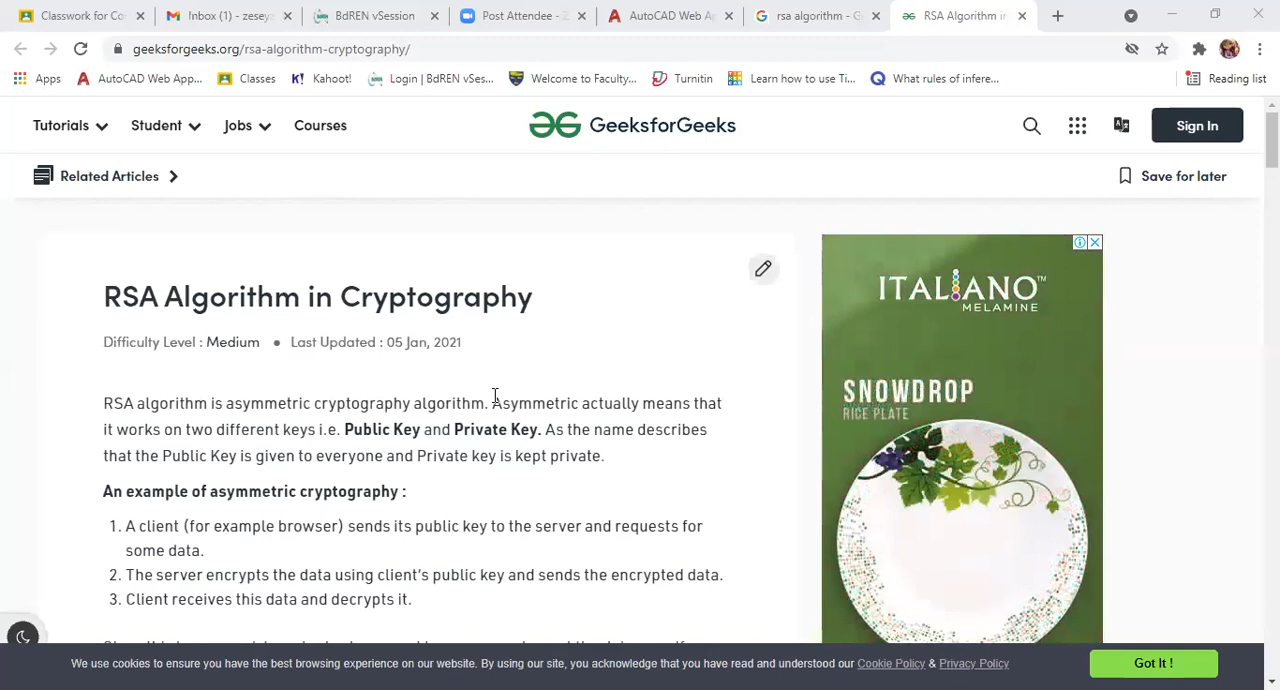 Classwork for Co
Inbox (1) - zesey
BdREN vSession
Post Attendee - Z
AutoCAD Web A
rsa algorithm - G
RSA Algorithm i
geeksforgeeks.org/rsa-algorithm-cryptography/
Apps
AutoCAD Web App...
Classes
Kahoot!
Login | BdREN vSes...
Welcome to Faculty...
Turnitin
Learn how to use Ti...
What rules of infere...
Reading list
Tutorials
Student
Jobs
Courses
GeeksforGeeks
Sign In
Related Articles
Save for later
RSA Algorithm in Cryptography
Difficulty Level : Medium ● Last Updated : 05 Jan, 2021
RSA algorithm is asymmetric cryptography algorithm. Asymmetric actually means that
it works on two different keys i.e. Public Key and Private Key. As the name describes
that the Public Key is given to everyone and Private key is kept private.
An example of asymmetric cryptography :
1. A client (for example browser) sends its public key to the server and requests for
some data.
2. The server encrypts the data using client's public key and sends the encrypted data.
3. Client receives this data and decrypts it.
ITALIANO™
MELAMINE
SNOWDROP
RICE PLATE
We use cookies to ensure you have the best browsing experience on our website. By using our site, you acknowledge that you have read and understood our Cookie Policy & Privacy Policy
Got It !